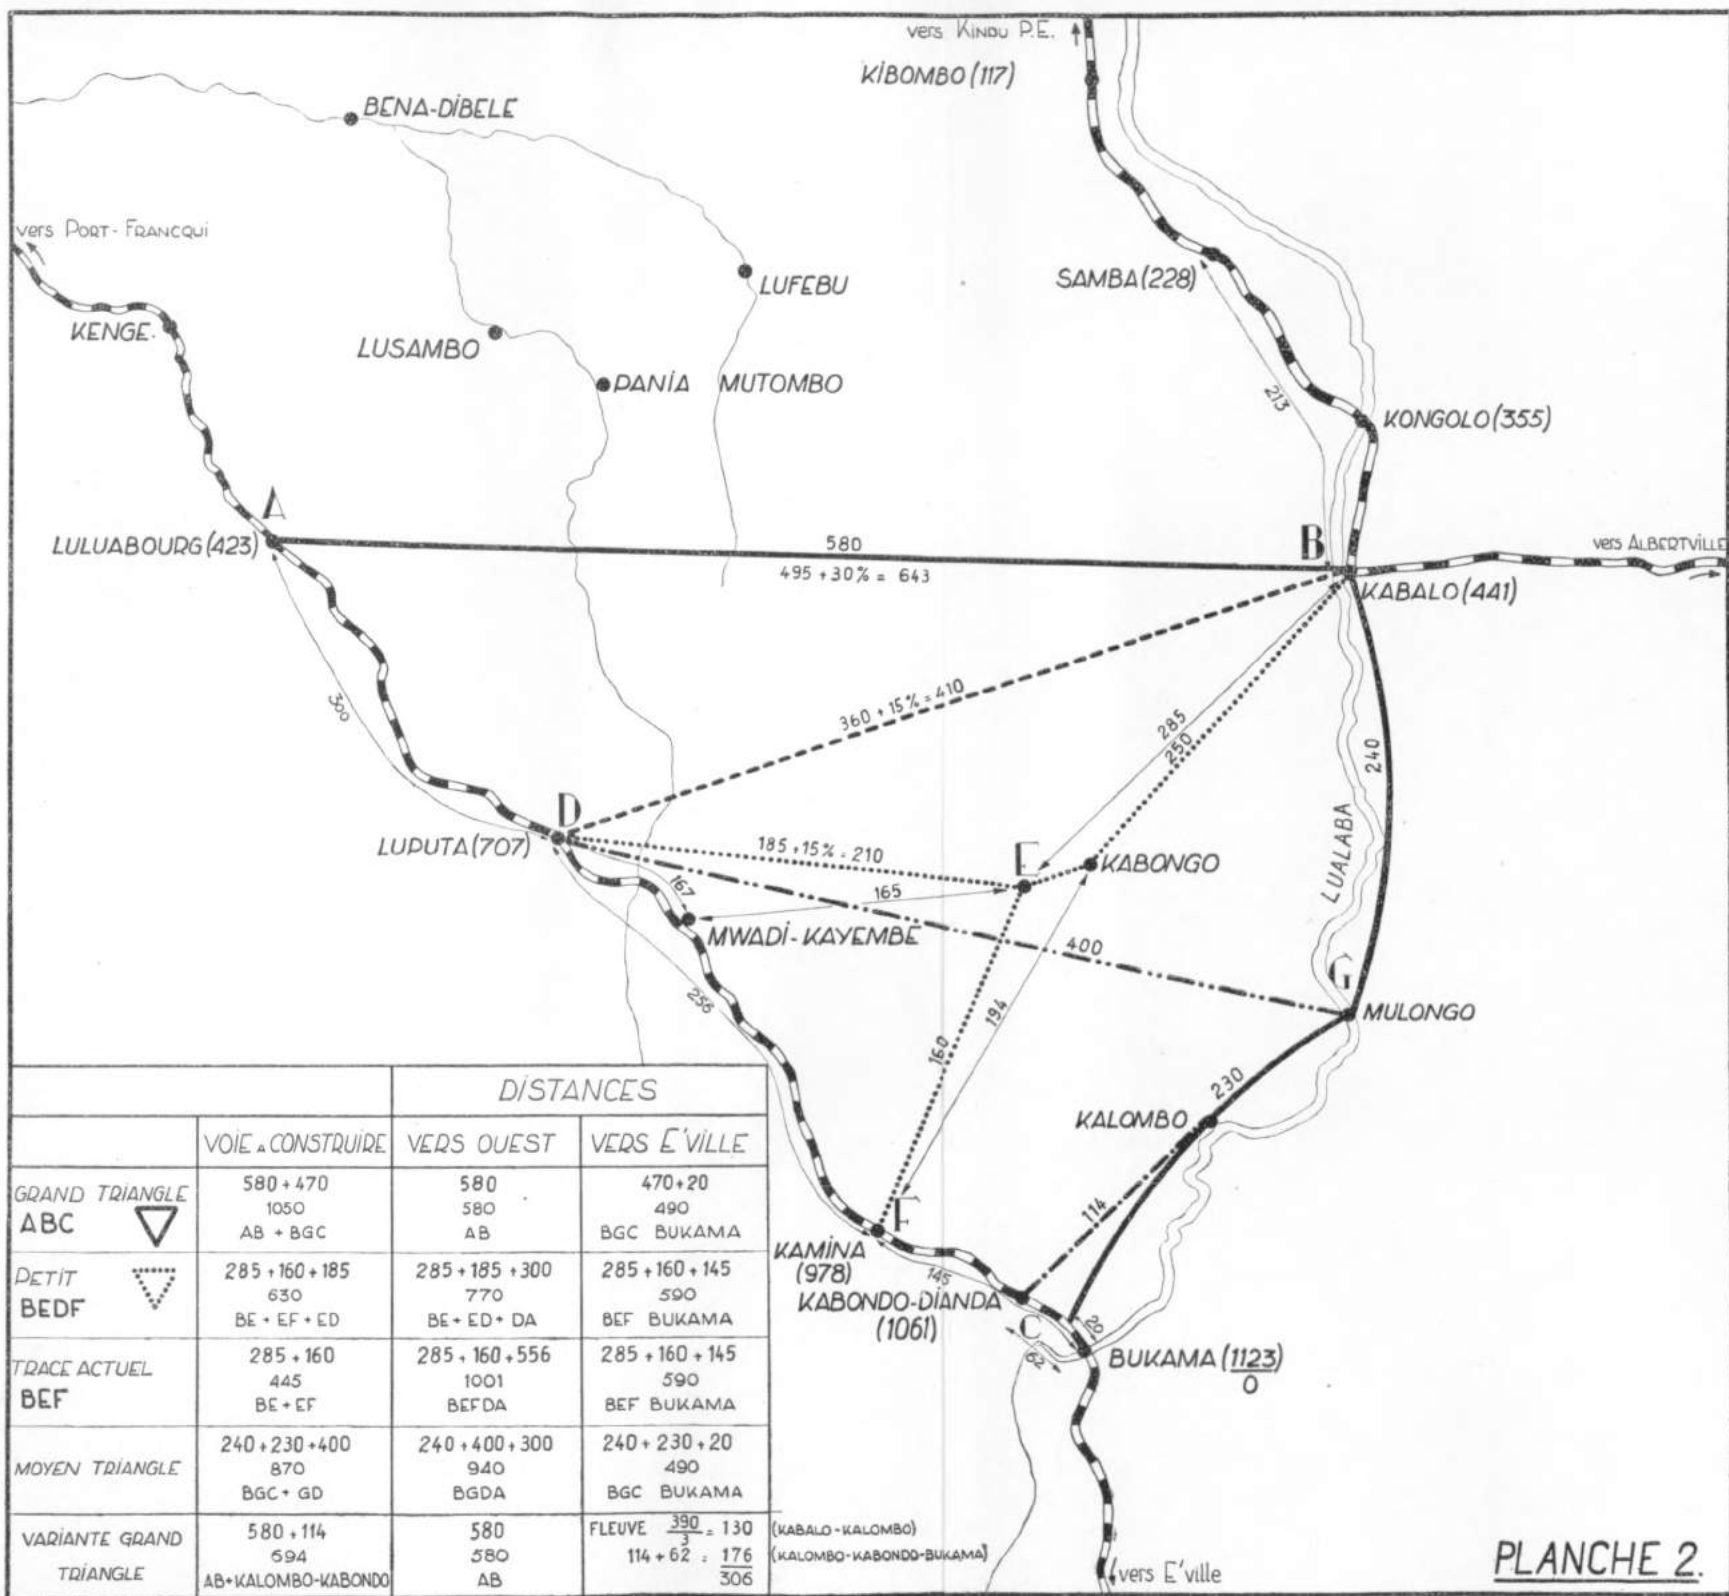 vers KINDU P.E.
KIBOMBO (117)
BENA-DIBELE
vers PORT-FRANCQUI
LUFEBU
SAMBA (228)
KENGE.
LUSAMBO
PANIA MUTOMBO
213
KONGOLO (355)
A
LULUABOURG (423)
580
495 + 30% = 643
B
vers ALBERTVILLE
KABALO (441)
300
360 + 15% = 410
285
250
240
LUALABA
D
LUPUTA (707)
185 + 15% = 210
E
KABONGO
167
165
MWADI-KAYEMBE
400
256
194
160
G
MULONGO
230
KALOMBO
114
F
KAMINA
(978)
145
KABONDO-DIANDA
(1061)
C
20
62
BUKAMA (1123)
0
vers E'VILLE
DISTANCES
VOIE A CONSTRUIRE VERS OUEST VERS E'VILLE
GRAND TRIANGLE
ABC
580 + 470
1050
AB + BGC
580
580
AB
470+20
490
BGC BUKAMA
PETIT
BEDF
285+160+185
630
BE + EF + ED
285+185+300
770
BE + ED + DA
285+160+145
590
BEF BUKAMA
TRACE ACTUEL
BEF
285+160
445
BE + EF
285+160+556
1001
BEFDA
285+160+145
590
BEF BUKAMA
MOYEN TRIANGLE
240+230+400
870
BGC + GD
240+400+300
940
BGDA
240+230+20
490
BGC BUKAMA
VARIANTE GRAND
TRIANGLE
580+114
694
AB+KALOMBO-KABONDO
580
580
AB
FLEUVE 390/3 = 130 (KABALO-KALOMBO)
114+62 = 176 (KALOMBO-KABONDO-BUKAMA)
306
PLANCHE 2.